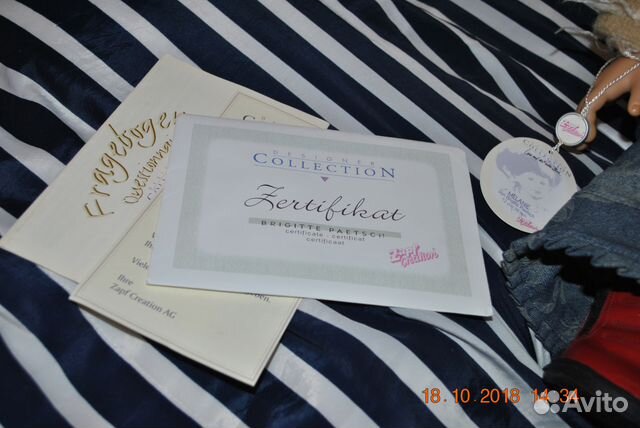 Fragebogen
Questionnaire
Ihre
Zapf Creation AG
DESIGNER
COLLECTION
Zertifikat
BRIGITTE PAETSCH
certificate · certificat
certificaat
Zapf
Creation
COLLECTION
MELANIE
18.10.2018 14:34
Avito